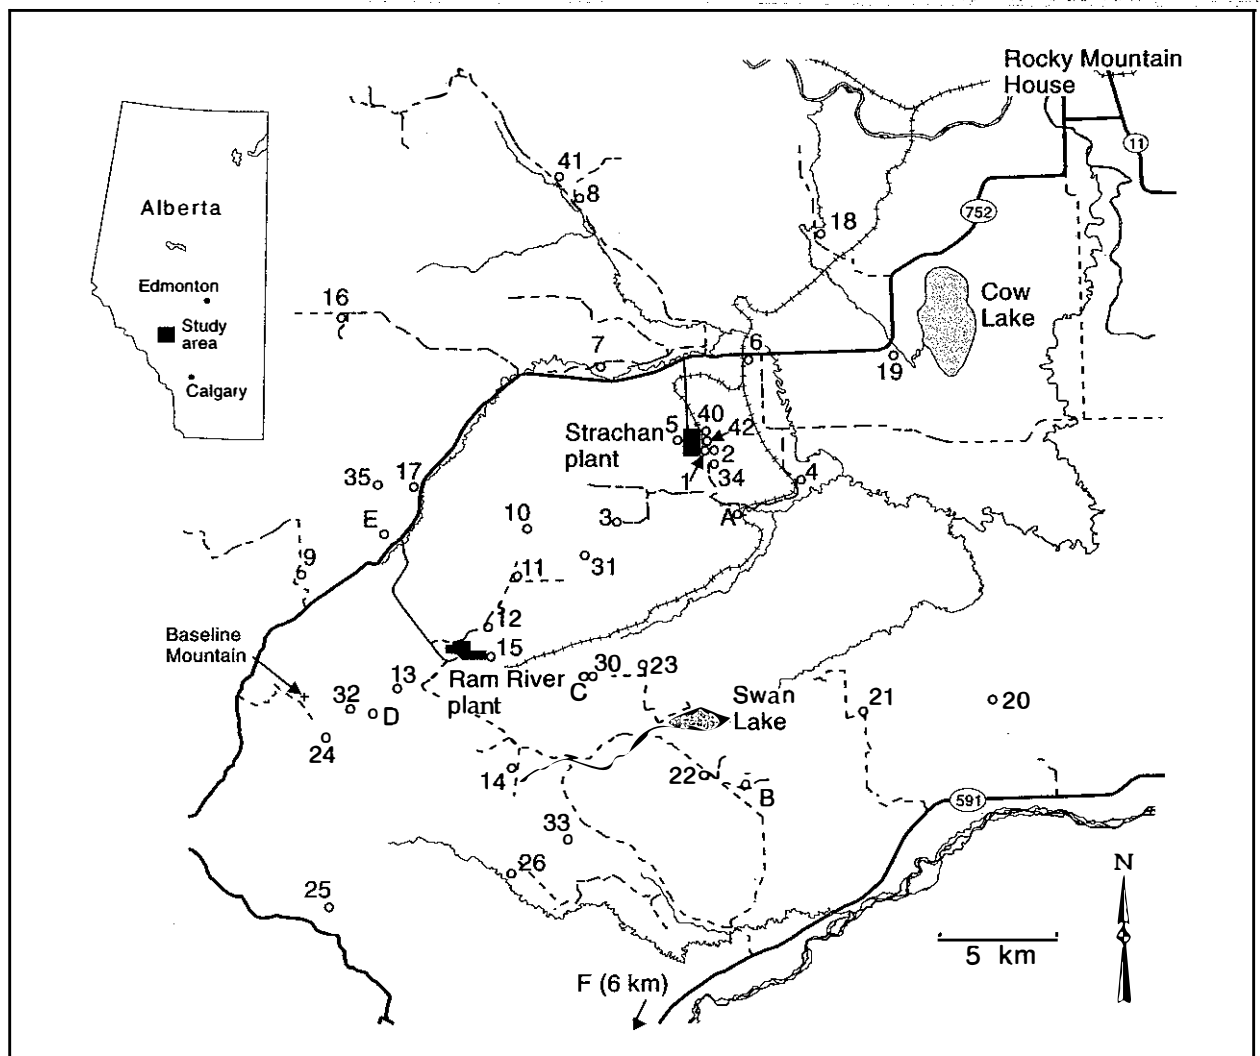 Rocky Mountain
House
11
41
8
752
18
Alberta
Edmonton
Study
area
Calgary
16
Cow
Lake
7
6
19
40
5
42
Strachan
plant
2
1
34
4
35
17
E
10
3
A
9
11
31
12
Baseline
Mountain
15
13
Ram River
plant
30
23
C
Swan
Lake
21
20
32
D
24
14
22
B
591
33
26
25
N
5 km
F (6 km)